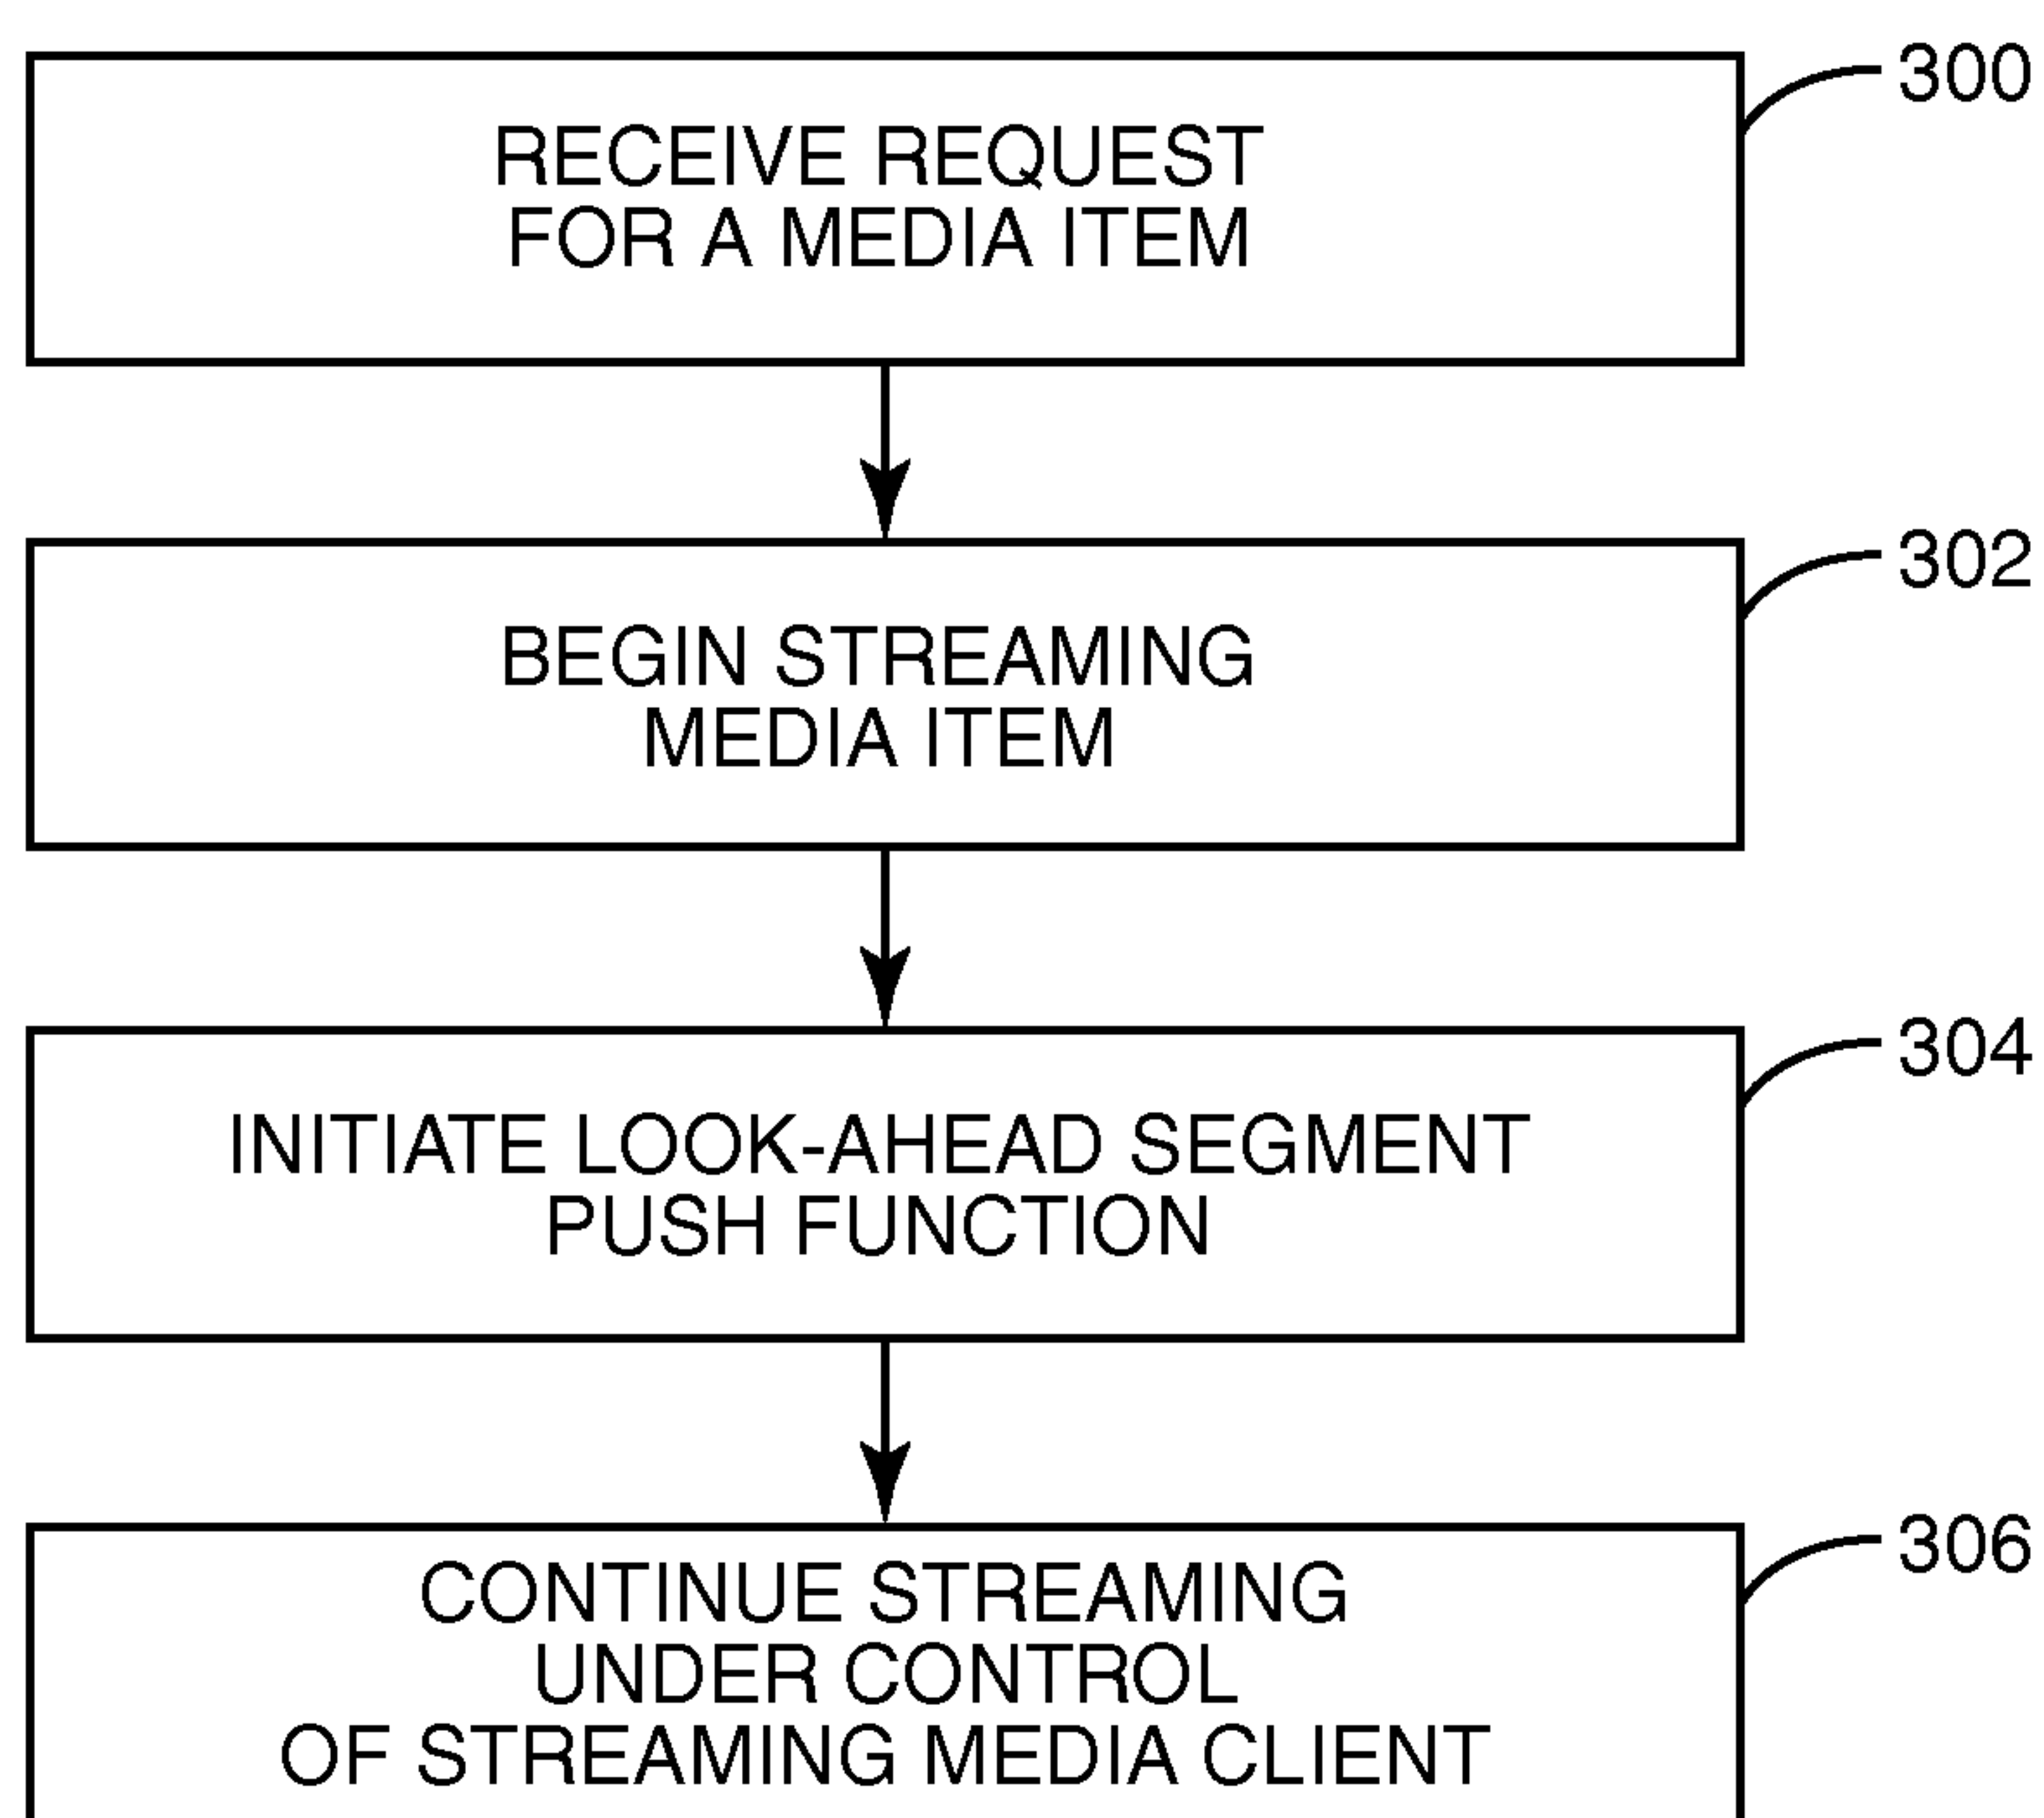 300
RECEIVE REQUEST
FOR A MEDIA ITEM
302
BEGIN STREAMING
MEDIA ITEM
304
INITIATE LOOK-AHEAD SEGMENT
PUSH FUNCTION
306
CONTINUE STREAMING
UNDER CONTROL
OF STREAMING MEDIA CLIENT